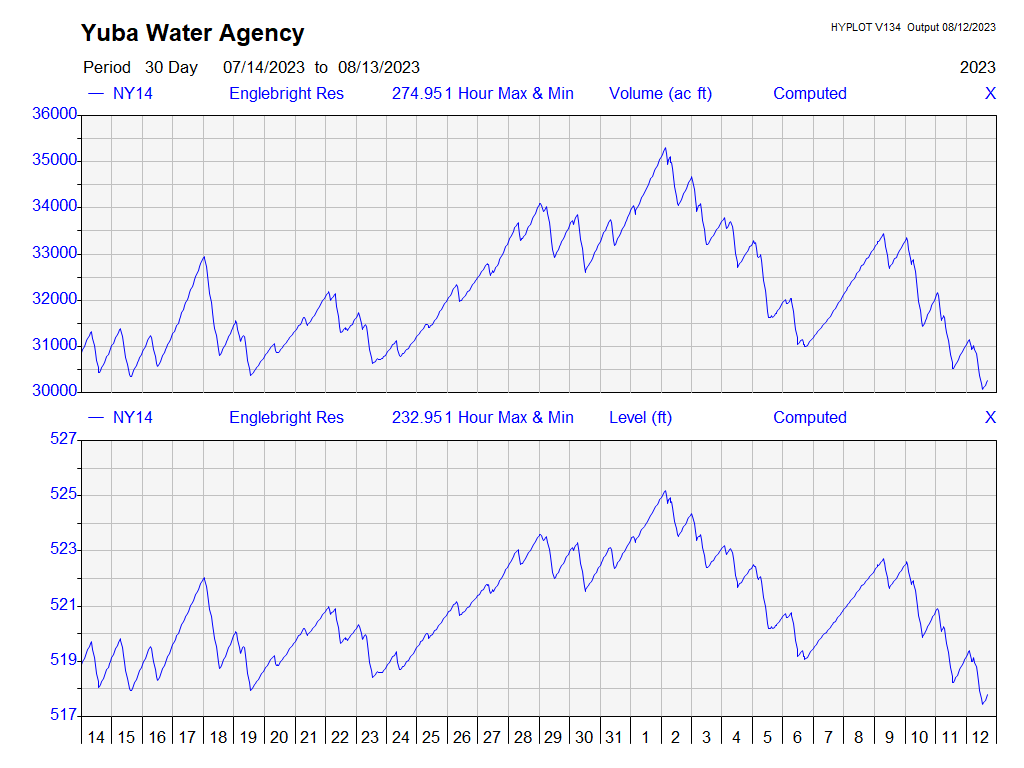 Yuba Water Agency
HYPLOT V134 Output 08/12/2023
Period 30 Day 07/14/2023 to 08/13/2023 2023
— NY14 Englebright Res 274.951 Hour Max & Min Volume (ac ft) Computed X
36000
35000
34000
33000
32000
31000
30000
— NY14 Englebright Res 232.951 Hour Max & Min Level (ft) Computed X
527
525
523
521
519
517
14 15 16 17 18 19 20 21 22 23 24 25 26 27 28 29 30 31 1 2 3 4 5 6 7 8 9 10 11 12